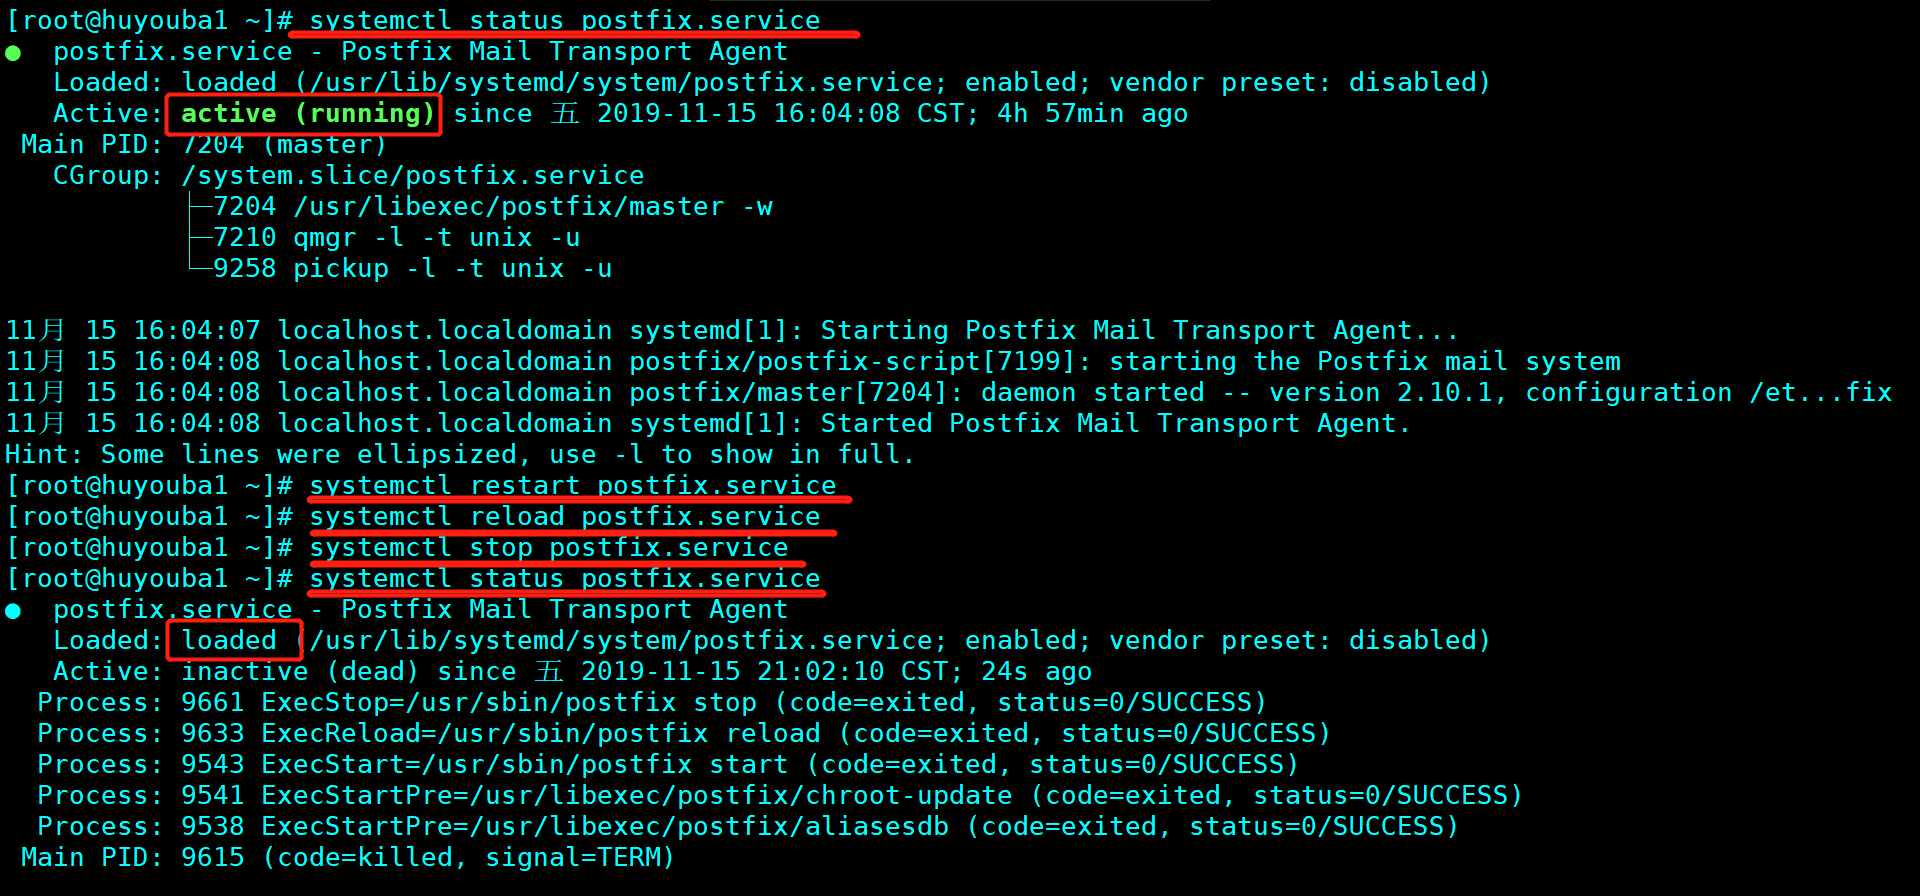 [root@huyouba1 ~]# systemctl status postfix.service
● postfix.service - Postfix Mail Transport Agent
   Loaded: loaded (/usr/lib/systemd/system/postfix.service; enabled; vendor preset: disabled)
   Active: active (running) since 五 2019-11-15 16:04:08 CST; 4h 57min ago
 Main PID: 7204 (master)
   CGroup: /system.slice/postfix.service
           ├─7204 /usr/libexec/postfix/master -w
           ├─7210 qmgr -l -t unix -u
           └─9258 pickup -l -t unix -u

11月 15 16:04:07 localhost.localdomain systemd[1]: Starting Postfix Mail Transport Agent...
11月 15 16:04:08 localhost.localdomain postfix/postfix-script[7199]: starting the Postfix mail system
11月 15 16:04:08 localhost.localdomain postfix/master[7204]: daemon started -- version 2.10.1, configuration /et...fix
11月 15 16:04:08 localhost.localdomain systemd[1]: Started Postfix Mail Transport Agent.
Hint: Some lines were ellipsized, use -l to show in full.
[root@huyouba1 ~]# systemctl restart postfix.service
[root@huyouba1 ~]# systemctl reload postfix.service
[root@huyouba1 ~]# systemctl stop postfix.service
[root@huyouba1 ~]# systemctl status postfix.service
● postfix.service - Postfix Mail Transport Agent
   Loaded: loaded (/usr/lib/systemd/system/postfix.service; enabled; vendor preset: disabled)
   Active: inactive (dead) since 五 2019-11-15 21:02:10 CST; 24s ago
  Process: 9661 ExecStop=/usr/sbin/postfix stop (code=exited, status=0/SUCCESS)
  Process: 9633 ExecReload=/usr/sbin/postfix reload (code=exited, status=0/SUCCESS)
  Process: 9543 ExecStart=/usr/sbin/postfix start (code=exited, status=0/SUCCESS)
  Process: 9541 ExecStartPre=/usr/libexec/postfix/chroot-update (code=exited, status=0/SUCCESS)
  Process: 9538 ExecStartPre=/usr/libexec/postfix/aliasesdb (code=exited, status=0/SUCCESS)
 Main PID: 9615 (code=killed, signal=TERM)